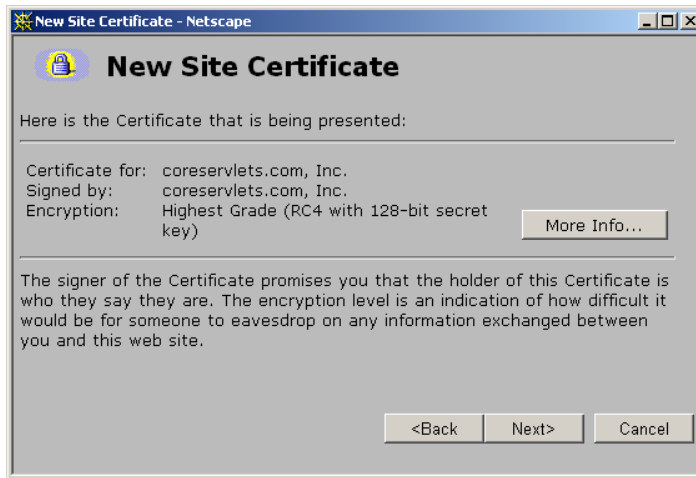 New Site Certificate - Netscape
New Site Certificate
Here is the Certificate that is being presented:
Certificate for: coreservlets.com, Inc.
Signed by: coreservlets.com, Inc.
Encryption: Highest Grade (RC4 with 128-bit secret
key)
More Info...
The signer of the Certificate promises you that the holder of this Certificate is
who they say they are. The encryption level is an indication of how difficult it
would be for someone to eavesdrop on any information exchanged between
you and this web site.
<Back Next> Cancel